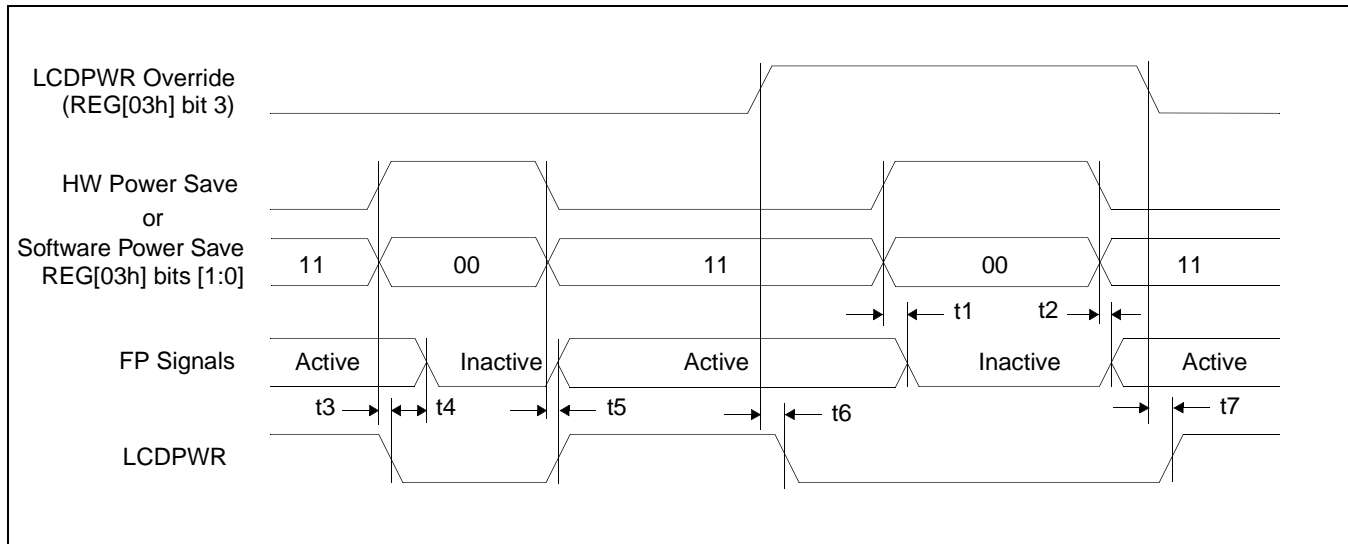 LCDPWR Override
(REG[03h] bit 3)
HW Power Save
or
Software Power Save
REG[03h] bits [1:0]
11 00 11 00 11
t1 t2
FP Signals
Active Inactive Active Inactive Active
t3 t4 t5 t6 t7
LCDPWR